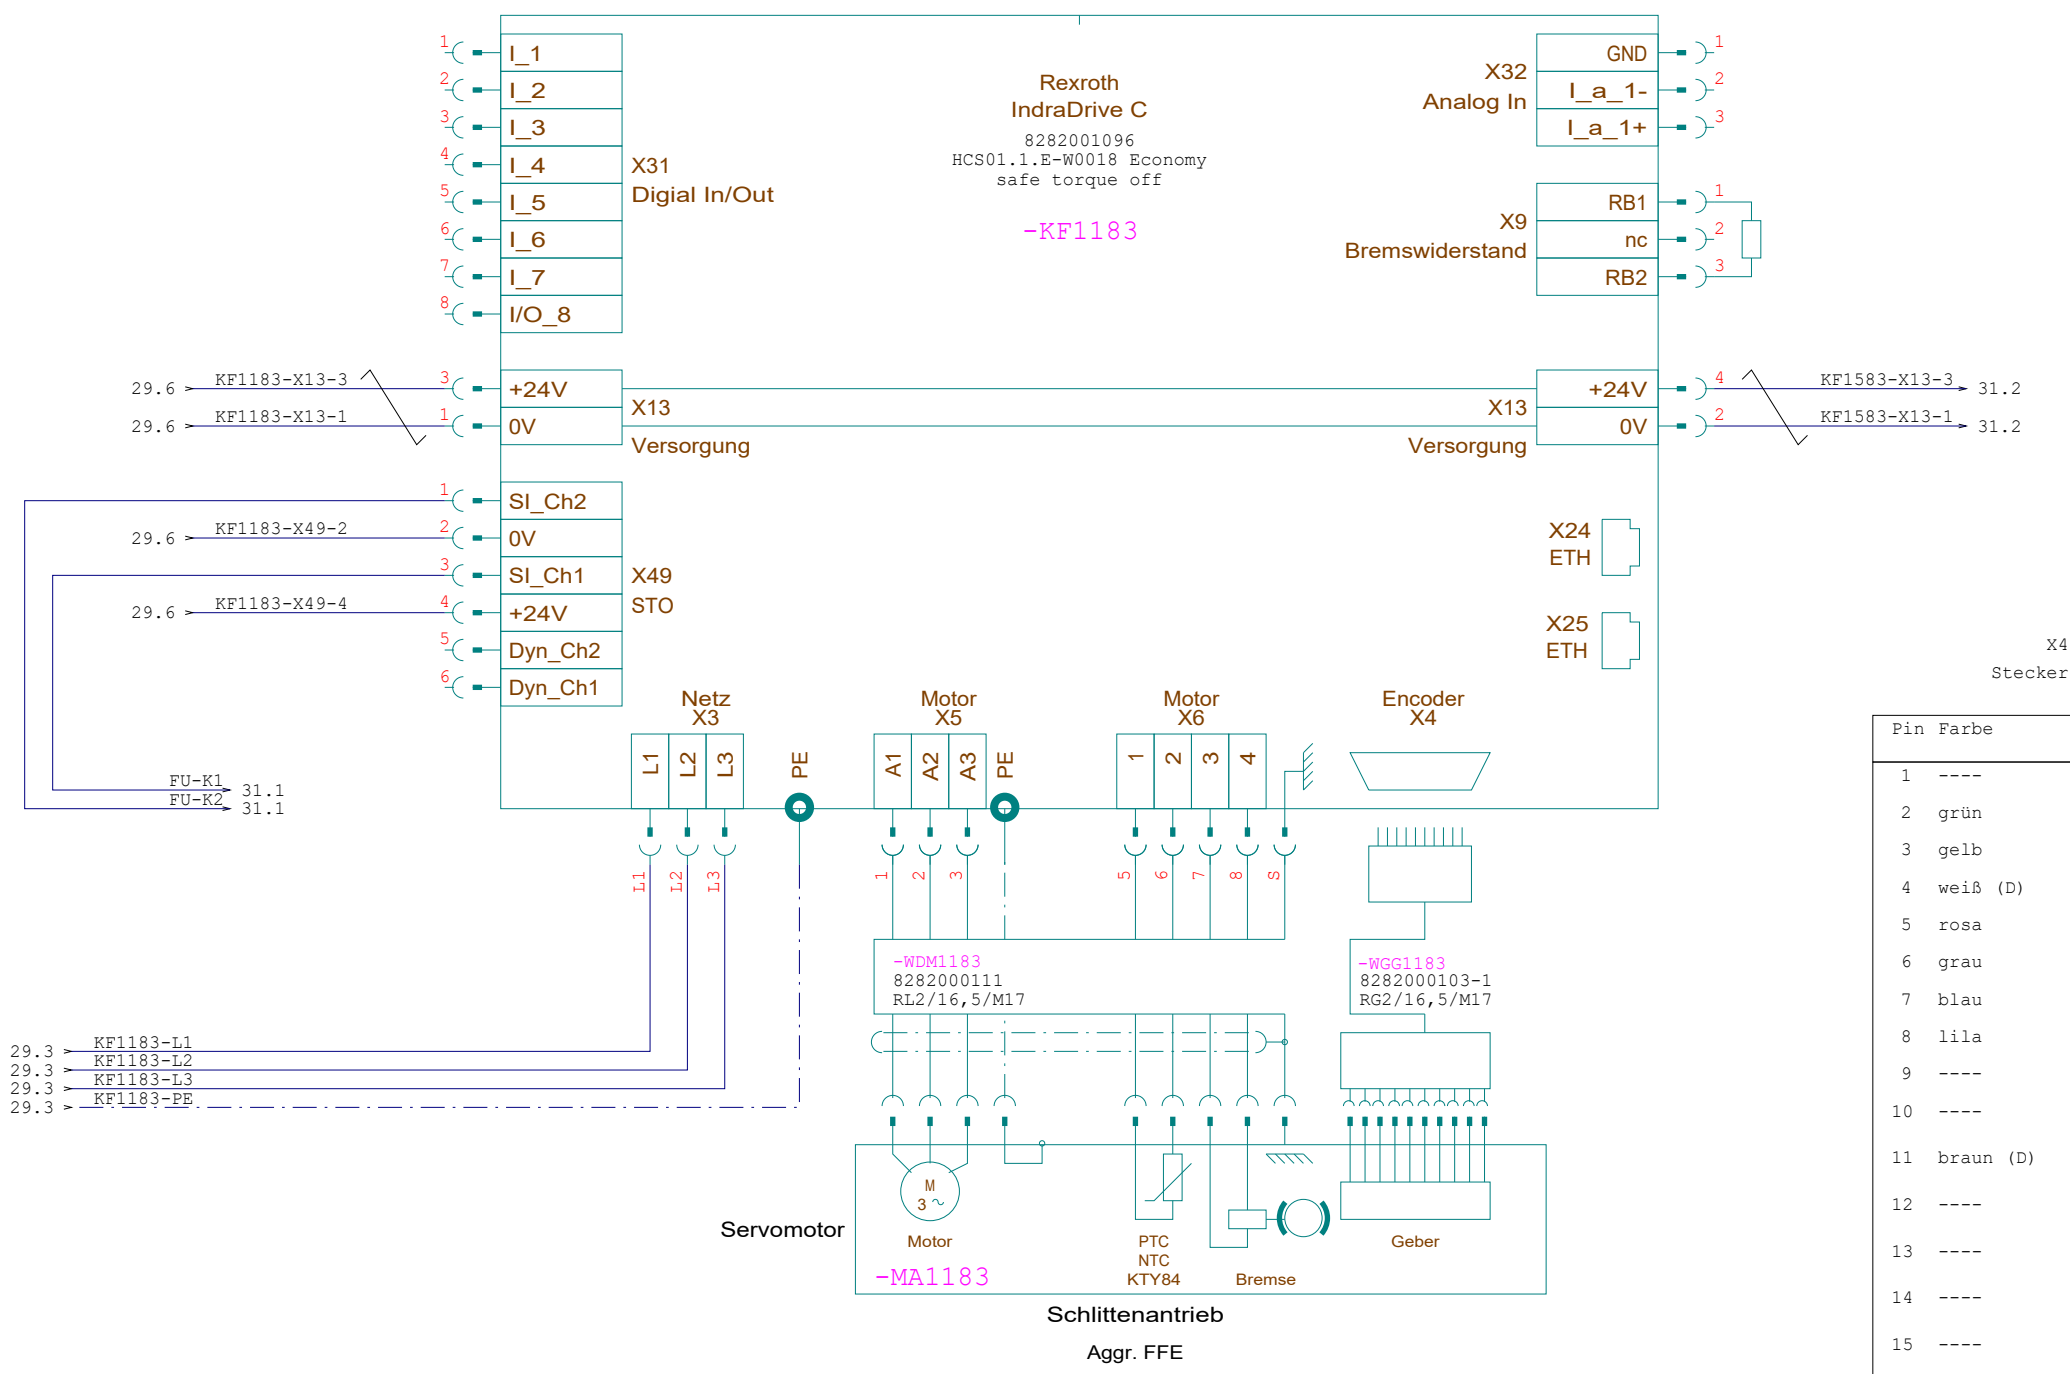 Rexroth
IndraDrive C
8282001096
HCS01.1.E-W0018 Economy
safe torque off
-KF1183
1 I_1
2 I_2
3 I_3
4 I_4
5 I_5
6 I_6
7 I_7
8 I/O_8
X31
Digial In/Out
X32
Analog In
GND 1
I_a_1- 2
I_a_1+ 3
X9
Bremswiderstand
RB1 1
nc 2
RB2 3
29.6 KF1183-X13-3 3 +24V
29.6 KF1183-X13-1 1 0V
X13
Versorgung
X13
Versorgung
+24V 4 KF1583-X13-3 31.2
0V 2 KF1583-X13-1 31.2
1 SI_Ch2
29.6 KF1183-X49-2 2 0V
3 SI_Ch1
29.6 KF1183-X49-4 4 +24V
5 Dyn_Ch2
6 Dyn_Ch1
X49
STO
X24
ETH
X25
ETH
FU-K1 31.1
FU-K2 31.1
Netz
X3
L1 L2 L3 PE
L1 L2 L3
Motor
X5
A1 A2 A3 PE
1 2 3
Motor
X6
1 2 3 4
5 6 7 8 S
Encoder
X4
-WDM1183
8282000111
RL2/16,5/M17
-WGG1183
8282000103-1
RG2/16,5/M17
29.3 KF1183-L1
29.3 KF1183-L2
29.3 KF1183-L3
29.3 KF1183-PE
M
3 ~
Motor
Servomotor
-MA1183
PTC
NTC
KTY84
Bremse
Geber
Schlittenantrieb
Aggr. FFE
X4
Stecker
Pin Farbe
1 ----
2 grün
3 gelb
4 weiß (D)
5 rosa
6 grau
7 blau
8 lila
9 ----
10 ----
11 braun (D)
12 ----
13 ----
14 ----
15 ----